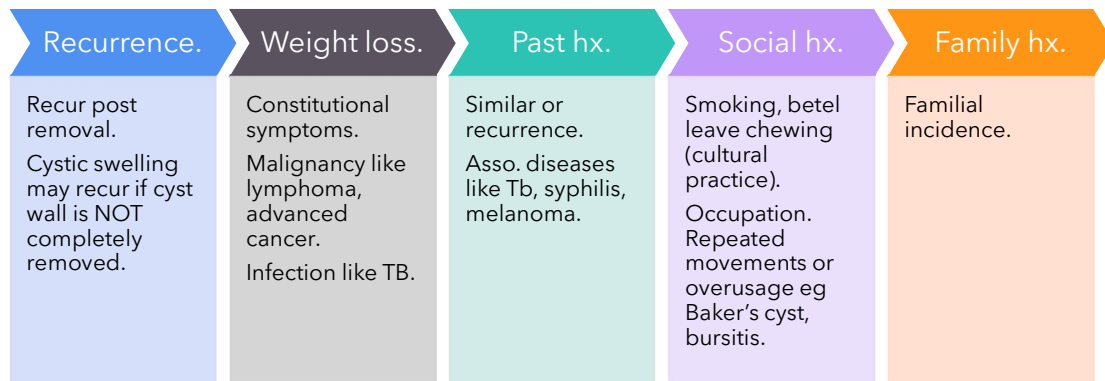 Recurrence.
Recur post
removal.
Cystic swelling
may recur if cyst
wall is NOT
completely
removed.
Weight loss.
Constitutional
symptoms.
Malignancy like
lymphoma,
advanced
cancer.
Infection like TB.
Past hx.
Similar or
recurrence.
Asso. diseases
like Tb, syphilis,
melanoma.
Social hx.
Smoking, betel
leave chewing
(cultural
practice).
Occupation.
Repeated
movements or
overusage eg
Baker's cyst,
bursitis.
Family hx.
Familial
incidence.